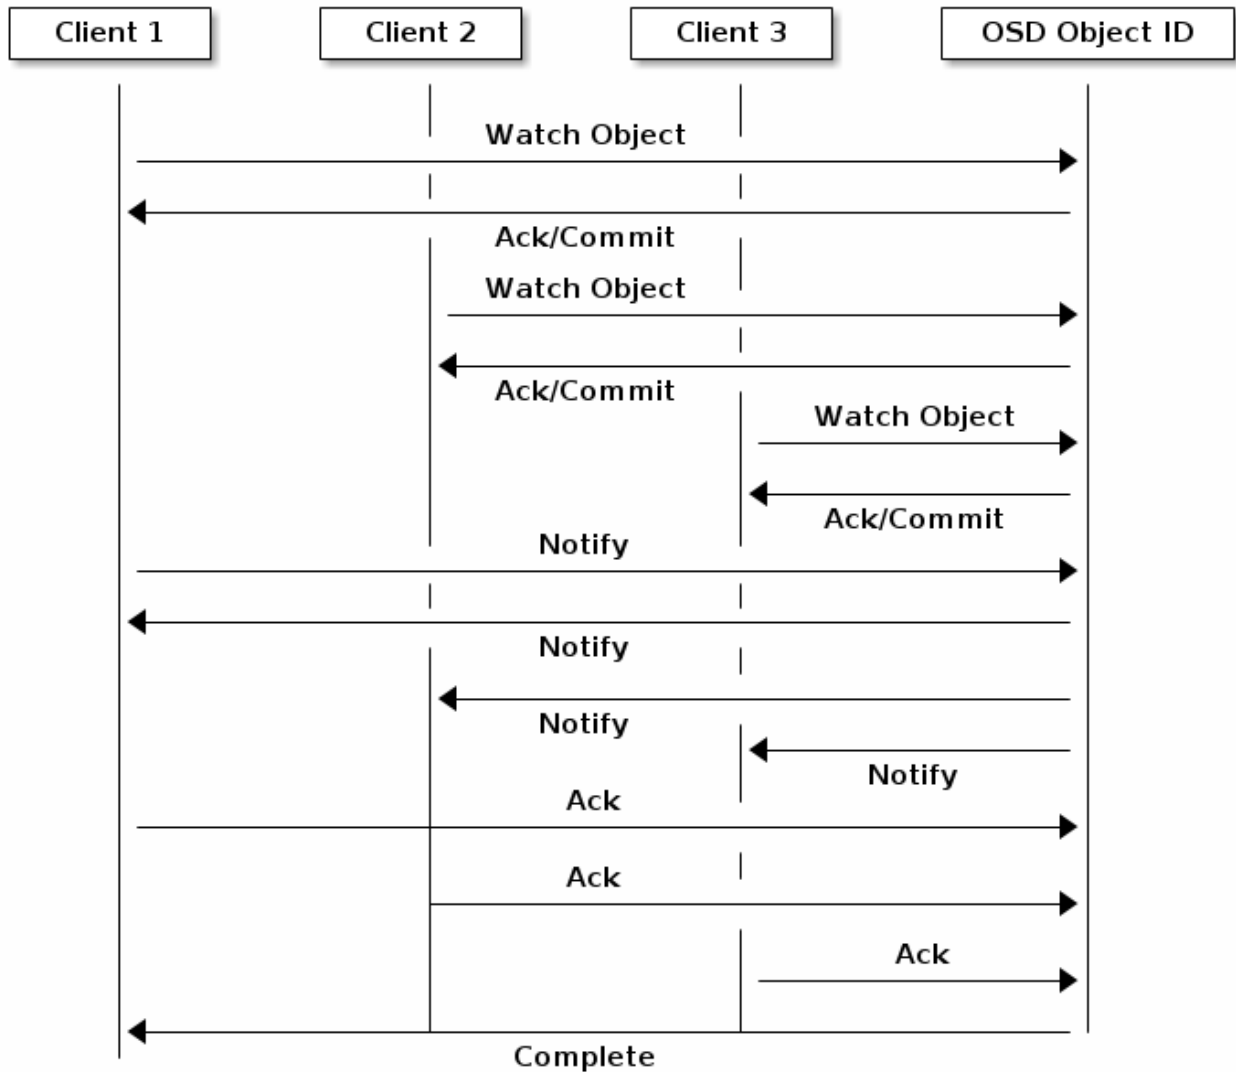 Client 1 Client 2 Client 3 OSD Object ID
Watch Object
Ack/Commit
Watch Object
Ack/Commit
Watch Object
Ack/Commit
Notify
Notify
Notify
Notify
Ack
Ack
Ack
Complete